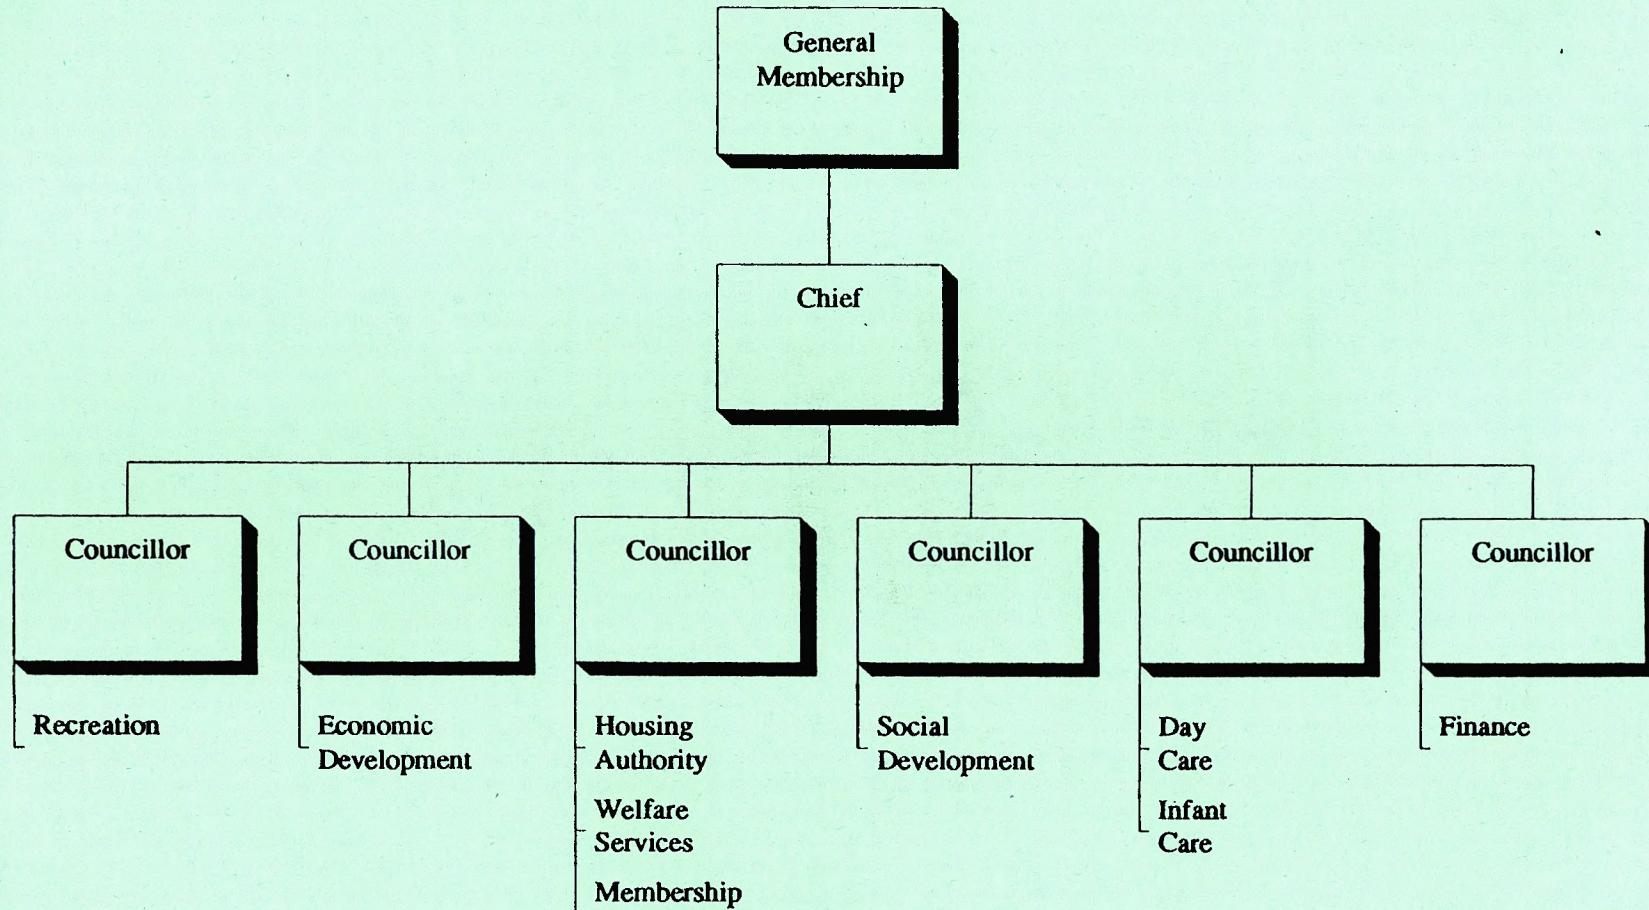 General
Membership
Chief
Councillor
Councillor
Councillor
Councillor
Councillor
Councillor
Recreation
Economic
Development
Housing
Authority
Welfare
Services
Membership
Social
Development
Day
Care
Infant
Care
Finance